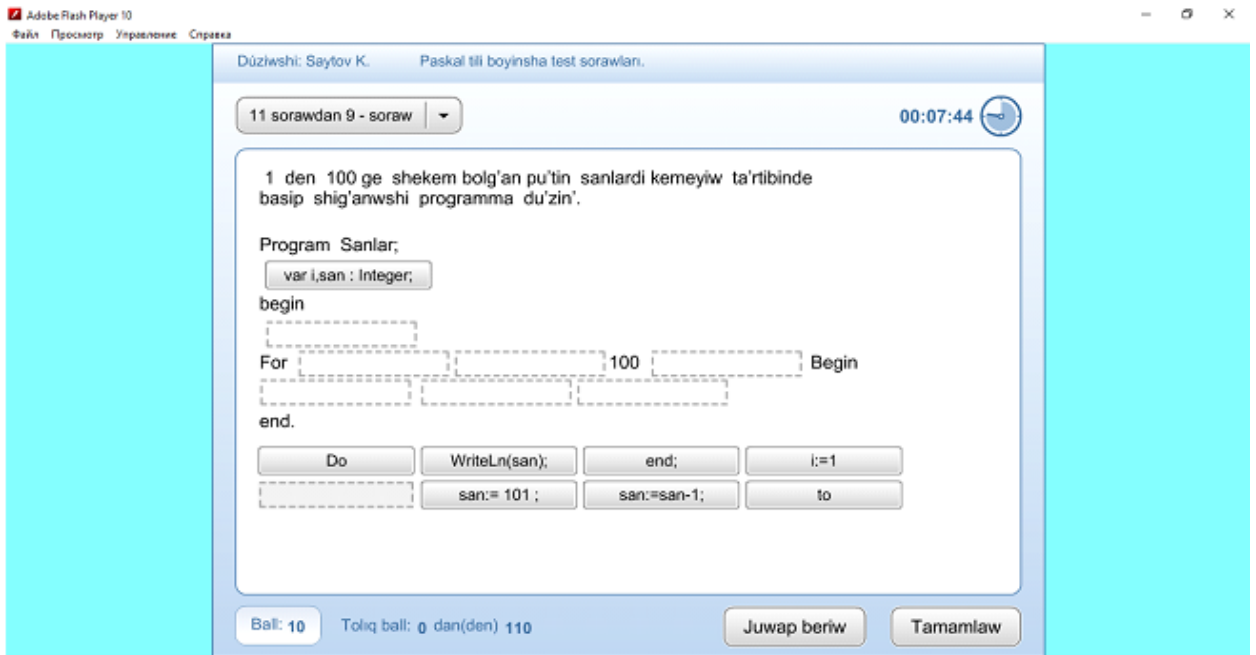 Adobe Flash Player 10
Файл Просмотр Управление Справка
Dúziwshi: Saytov K. Paskal tili boyinsha test sorawları.
11 sorawdan 9 - soraw
00:07:44
1 den 100 ge shekem bolg'an pu'tin sanlardi kemeyiw ta'rtibinde
basip shig'anwshi programma du'zin'.
Program Sanlar;
var i,san : Integer;
begin
For 100 Begin
end.
Do WriteLn(san); end; i:=1
san:= 101 ; san:=san-1; to
Ball: 10 Tolıq ball: 0 dan(den) 110 Juwap beriw Tamamlaw